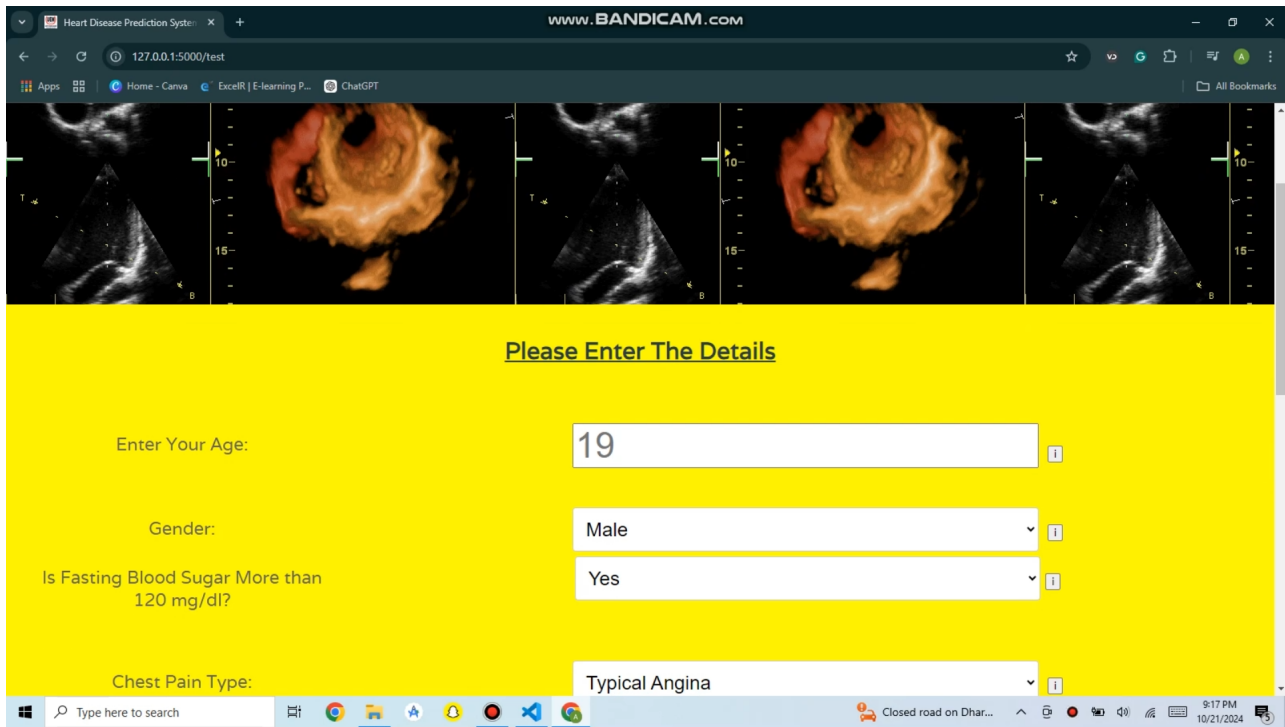 Heart Disease Prediction System
www.BANDICAM.com
127.0.0.1:5000/test
Apps
Home - Canva
ExcelR | E-learning P...
ChatGPT
All Bookmarks
10
15
T
B
10
15
T
B
10
15
T
B
Please Enter The Details
Enter Your Age:
19
i
Gender:
Male
i
Is Fasting Blood Sugar More than
120 mg/dl?
Yes
i
Chest Pain Type:
Typical Angina
i
Type here to search
Closed road on Dhar...
9:17 PM
10/21/2024